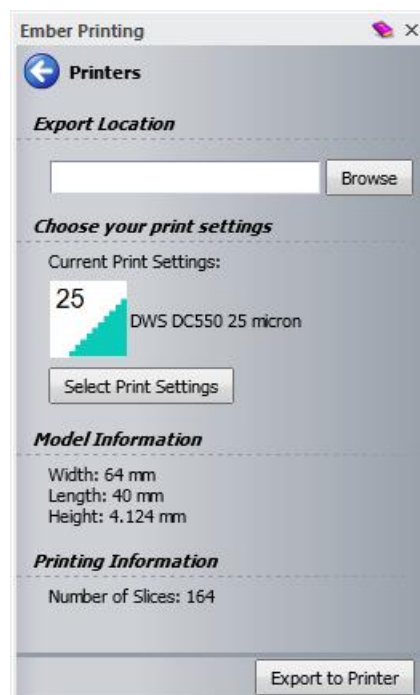 Ember Printing
Printers
Export Location
Browse
Choose your print settings
Current Print Settings:
25
DWS DC550 25 micron
Select Print Settings
Model Information
Width: 64 mm
Length: 40 mm
Height: 4.124 mm
Printing Information
Number of Slices: 164
Export to Printer